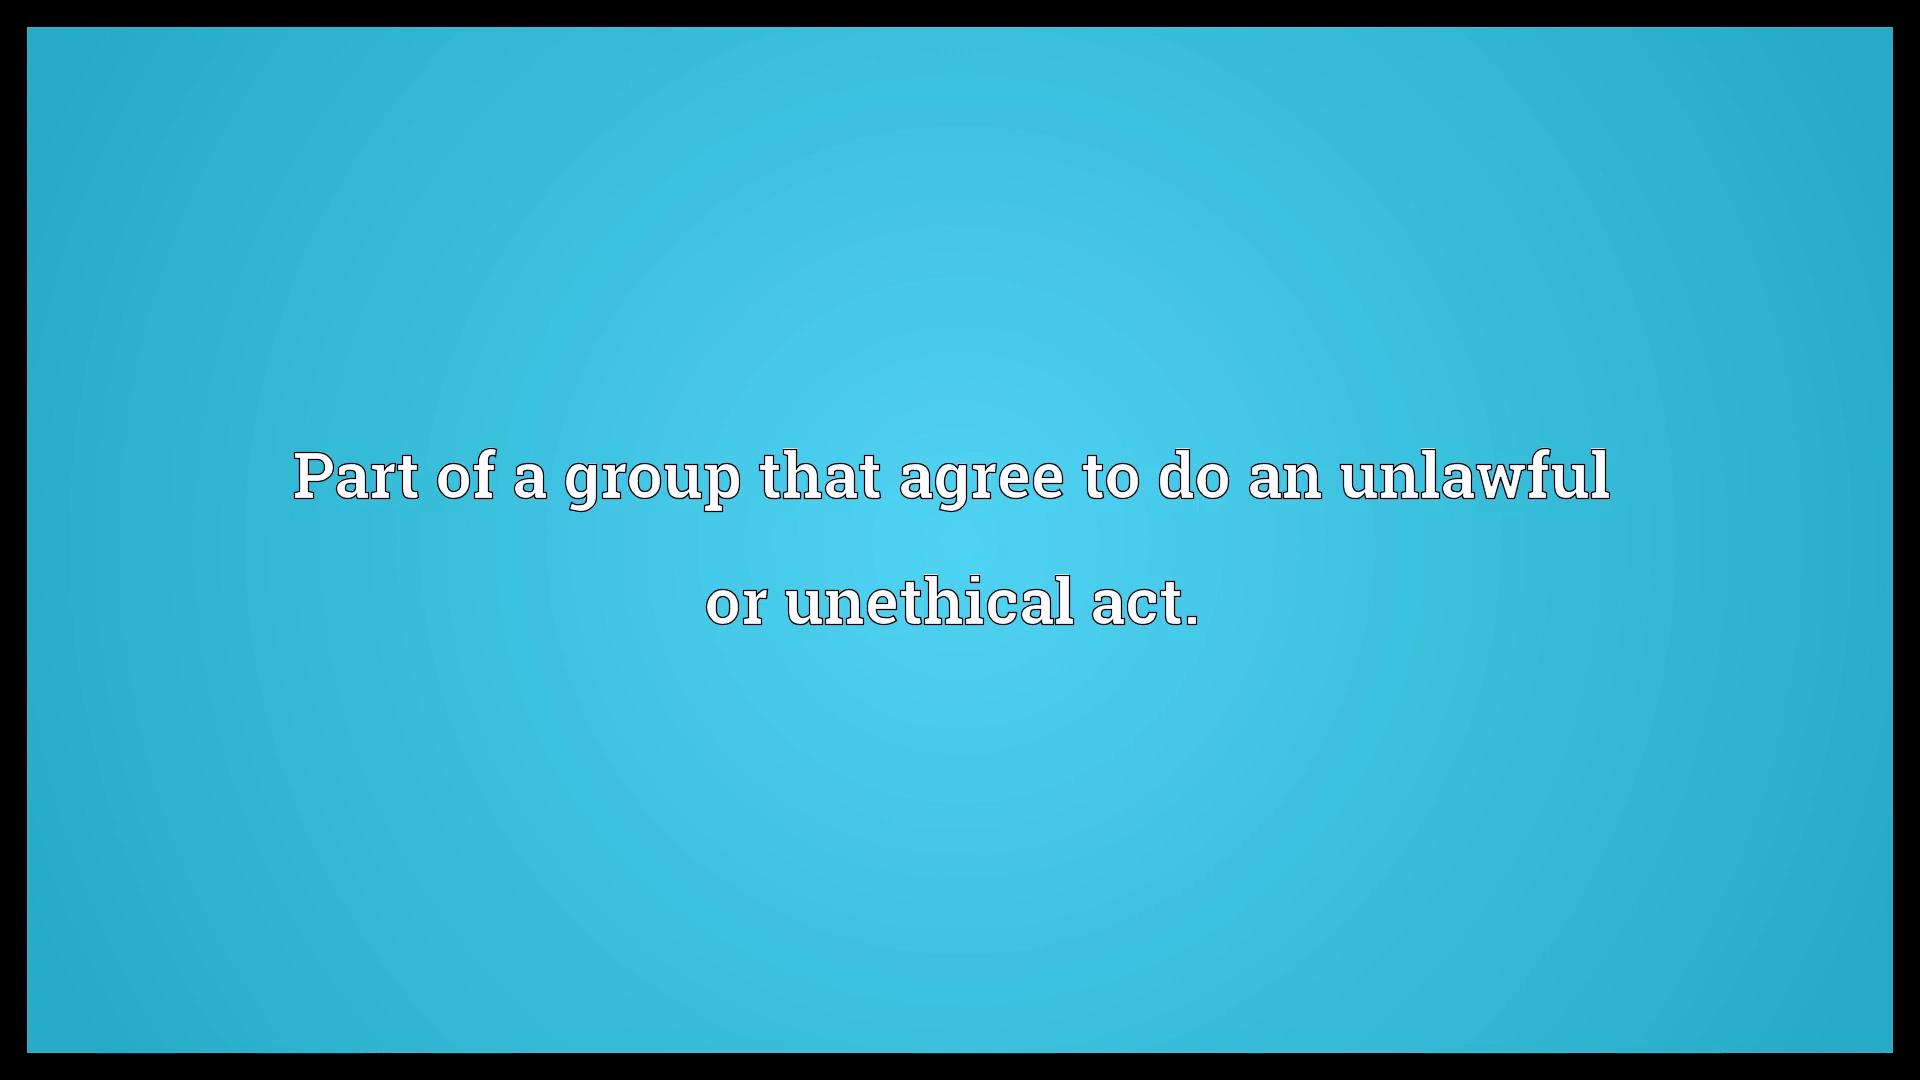 Part of a group that agree to do an unlawful
or unethical act.